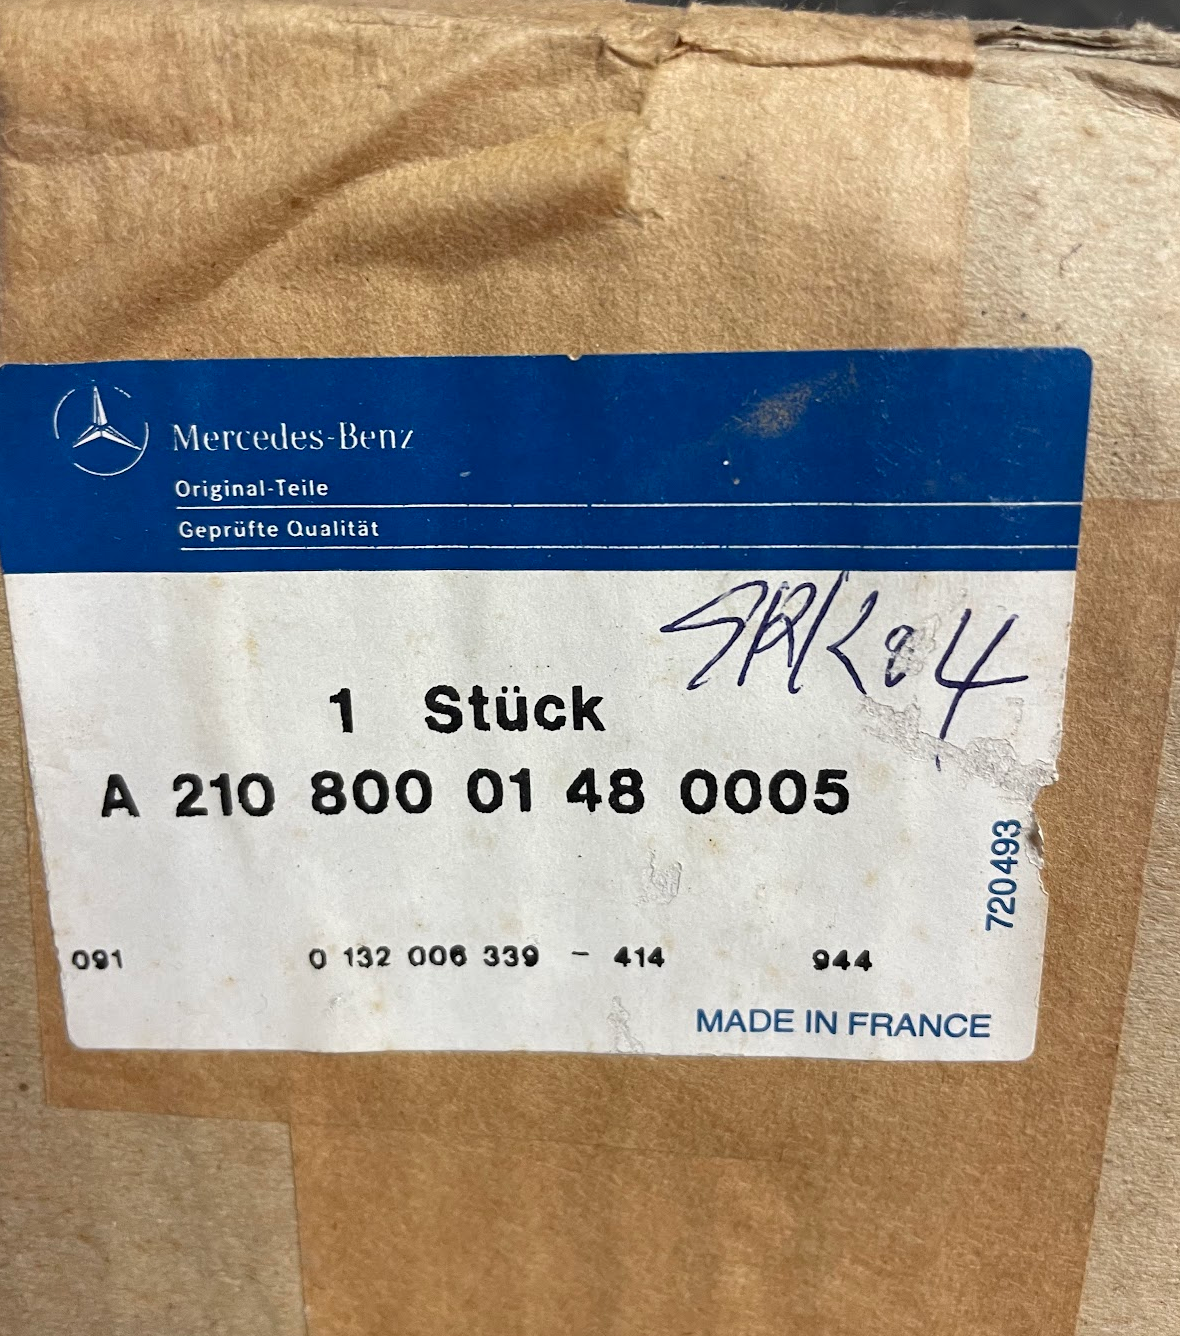 Mercedes-Benz
Original-Teile
Geprüfte Qualität
1 Stück
A 210 800 01 48 0005
720493
091 0 132 006 339 - 414 944
MADE IN FRANCE